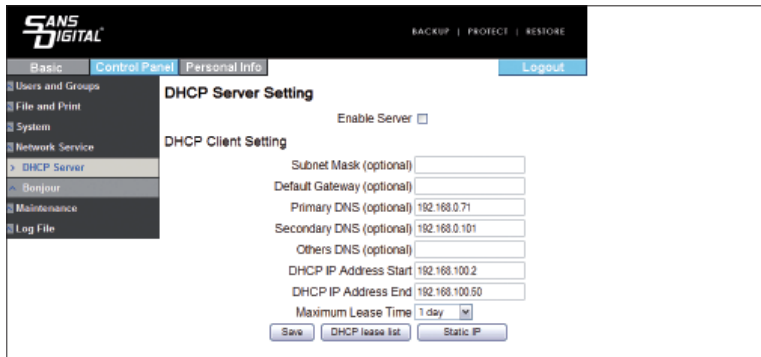 SANS DIGITAL
BACKUP | PROTECT | RESTORE
Basic Control Panel Personal Info Logout
Users and Groups
File and Print
System
Network Service
> DHCP Server
Bonjour
Maintenance
Log File
DHCP Server Setting
Enable Server
DHCP Client Setting
Subnet Mask (optional)
Default Gateway (optional)
Primary DNS (optional) 192.168.0.71
Secondary DNS (optional) 192.168.0.101
Others DNS (optional)
DHCP IP Address Start 192.168.100.2
DHCP IP Address End 192.168.100.50
Maximum Lease Time 1 day
Save DHCP lease list Static IP